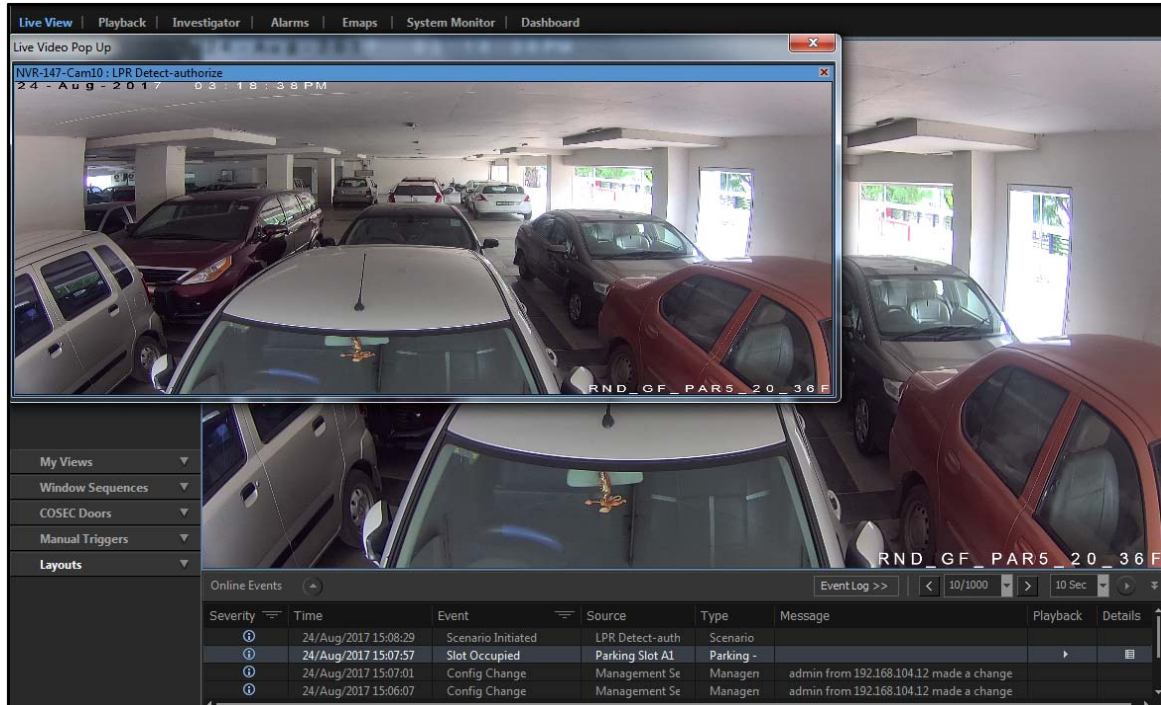 Live View | Playback | Investigator | Alarms | Emaps | System Monitor | Dashboard
Live Video Pop Up
NVR-147-Cam10 : LPR Detect-authorize
24-Aug-2017 03:18:38PM
RND_GF_PAR5_20_36F
My Views
Window Sequences
COSEC Doors
Manual Triggers
Layouts
RND_GF_PAR5_20_36F
Online Events Event Log >> 10/1000 10 Sec
Severity Time Event Source Type Message Playback Details
24/Aug/2017 15:08:29 Scenario Initiated LPR Detect-auth Scenario
24/Aug/2017 15:07:57 Slot Occupied Parking Slot A1 Parking -
24/Aug/2017 15:07:01 Config Change Management Se Managen admin from 192.168.104.12 made a change
24/Aug/2017 15:06:07 Config Change Management Se Managen admin from 192.168.104.12 made a change